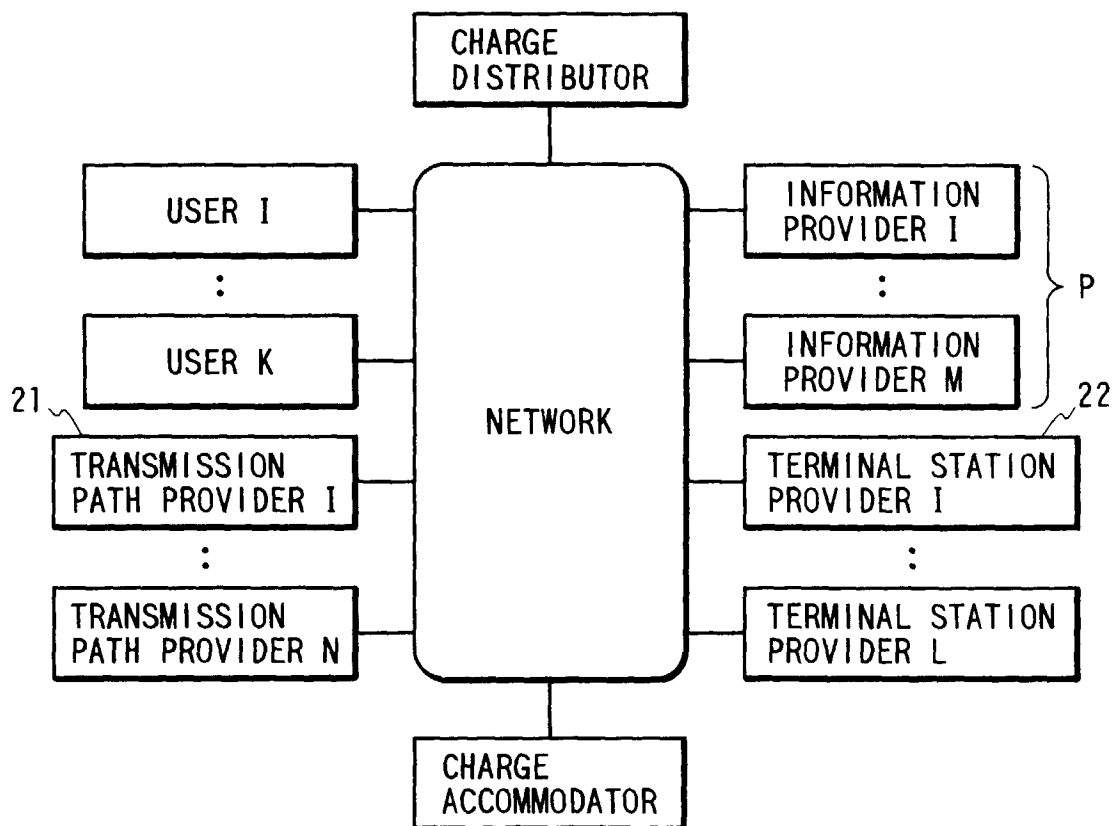 CHARGE
DISTRIBUTOR
USER I
USER K
21
TRANSMISSION
PATH PROVIDER I
TRANSMISSION
PATH PROVIDER N
NETWORK
INFORMATION
PROVIDER I
INFORMATION
PROVIDER M
P
22
TERMINAL STATION
PROVIDER I
TERMINAL STATION
PROVIDER L
CHARGE
ACCOMMODATOR